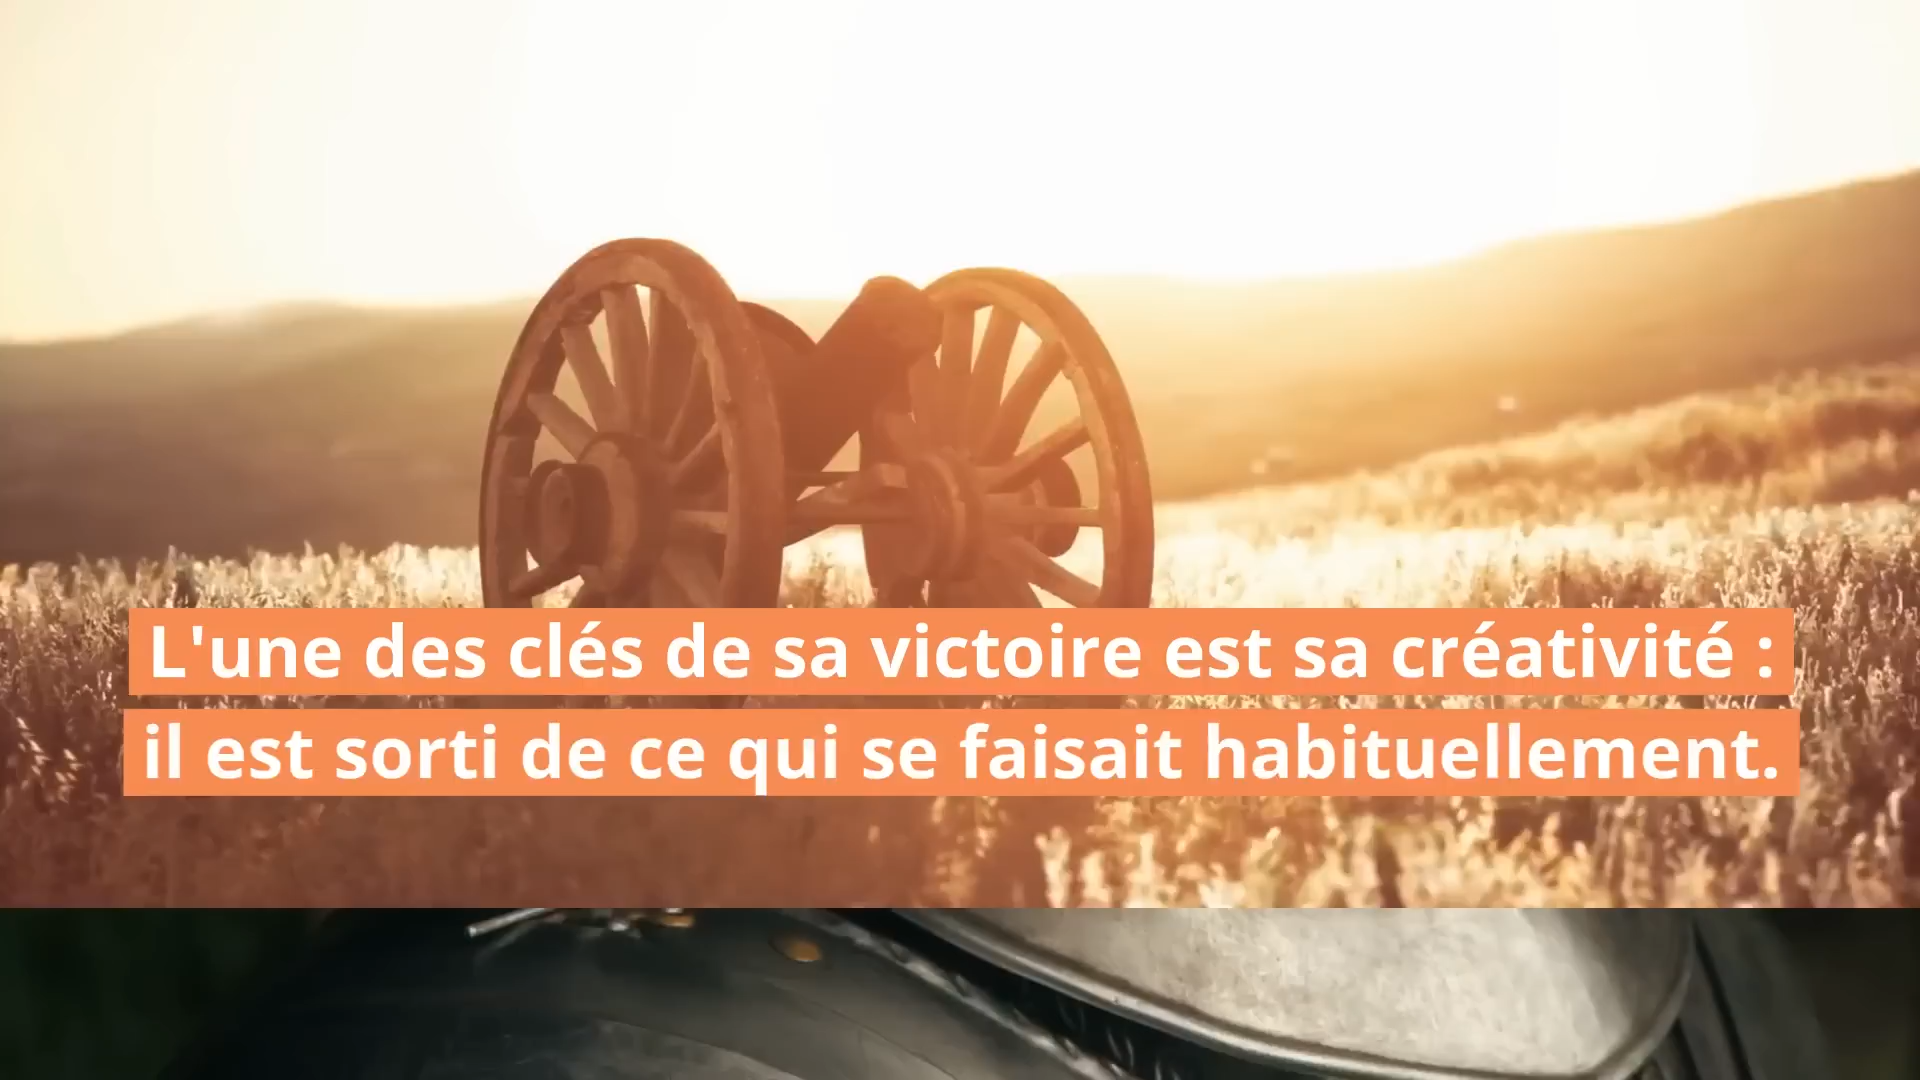 L'une des clés de sa victoire est sa créativité :
il est sorti de ce qui se faisait habituellement.